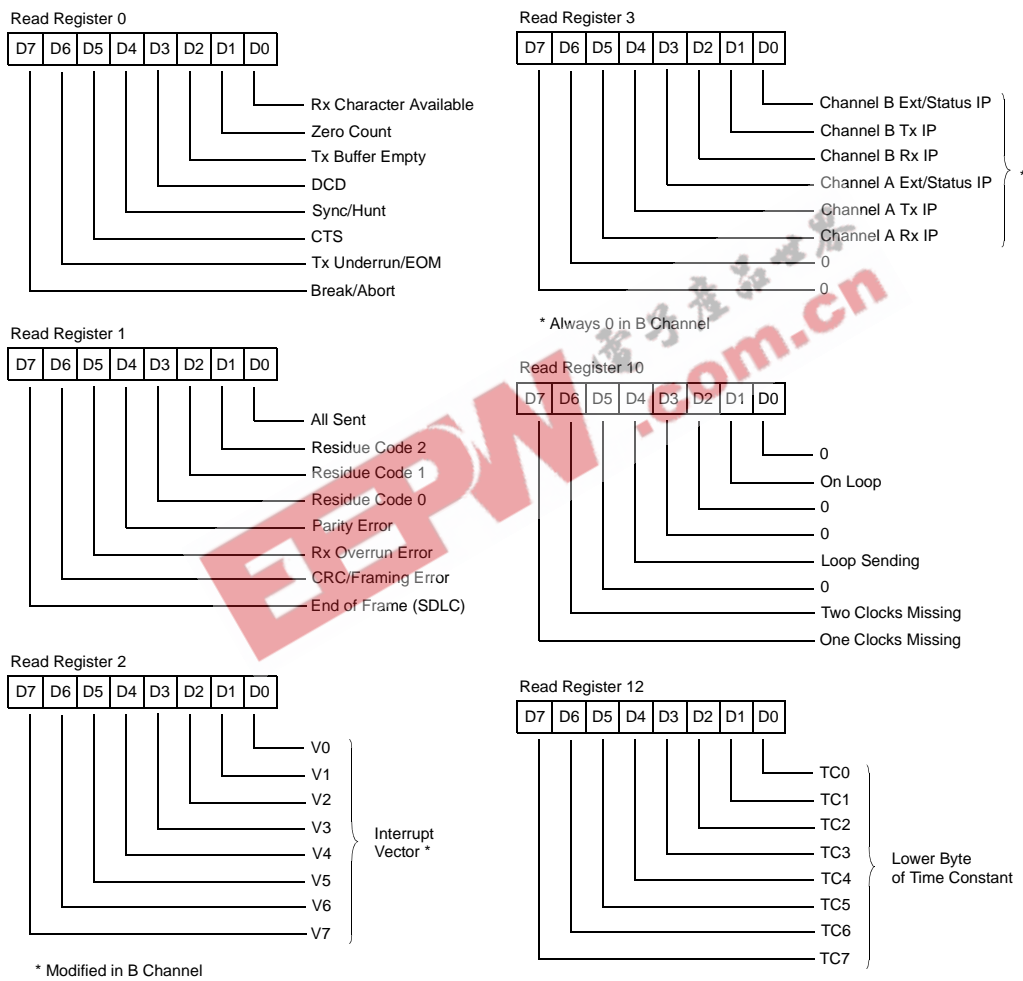 Read Register 0
D7 D6 D5 D4 D3 D2 D1 D0
Rx Character Available
Zero Count
Tx Buffer Empty
DCD
Sync/Hunt
CTS
Tx Underrun/EOM
Break/Abort
Read Register 1
D7 D6 D5 D4 D3 D2 D1 D0
All Sent
Residue Code 2
Residue Code 1
Residue Code 0
Parity Error
Rx Overrun Error
CRC/Framing Error
End of Frame (SDLC)
Read Register 2
D7 D6 D5 D4 D3 D2 D1 D0
V0
V1
V2
V3
V4
V5
V6
V7
Interrupt
Vector *
* Modified in B Channel
Read Register 3
D7 D6 D5 D4 D3 D2 D1 D0
Channel B Ext/Status IP
Channel B Tx IP
Channel B Rx IP
Channel A Ext/Status IP
Channel A Tx IP
Channel A Rx IP
0
0
*
* Always 0 in B Channel
Read Register 10
D7 D6 D5 D4 D3 D2 D1 D0
0
On Loop
0
0
Loop Sending
0
Two Clocks Missing
One Clocks Missing
Read Register 12
D7 D6 D5 D4 D3 D2 D1 D0
TC0
TC1
TC2
TC3
TC4
TC5
TC6
TC7
Lower Byte
of Time Constant
EEPW
.com.cn
電子產品世界